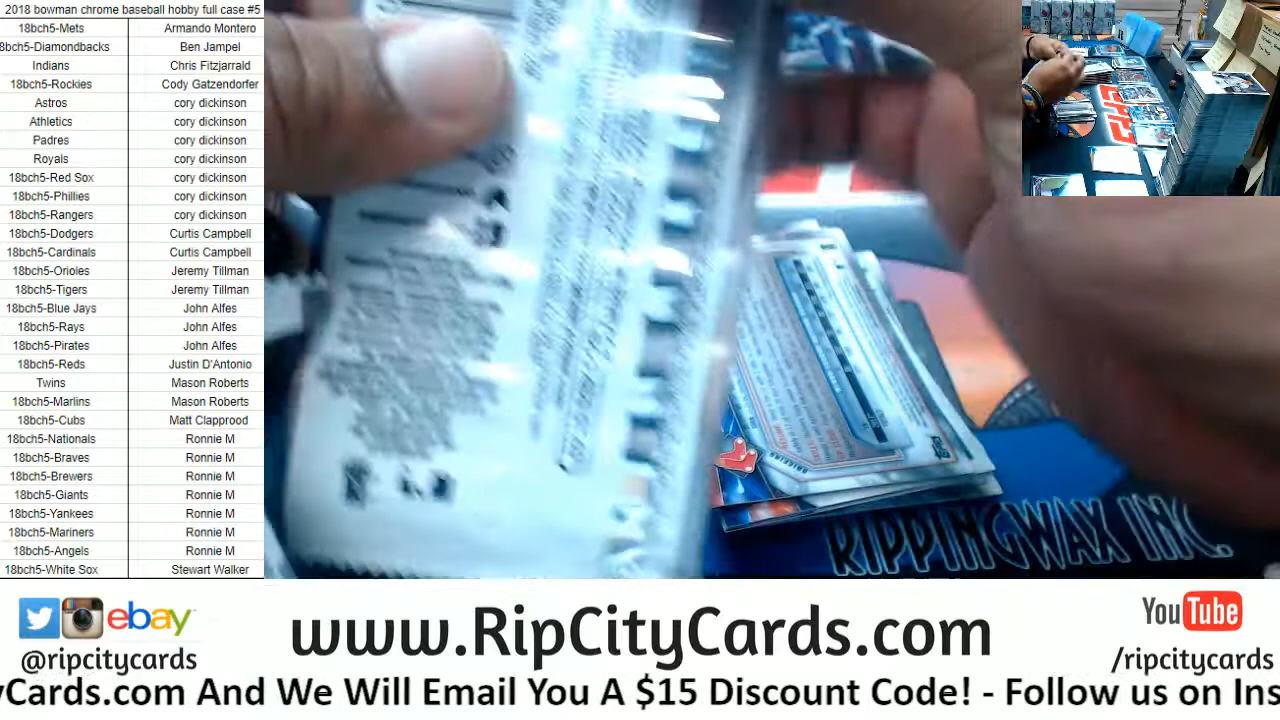 2018 bowman chrome baseball hobby full case #5
18bch5-Mets Armando Montero
8bch5-Diamondbacks Ben Jampel
Indians Chris Fitzjarrald
18bch5-Rockies Cody Gatzendorfer
Astros cory dickinson
Athletics cory dickinson
Padres cory dickinson
Royals cory dickinson
18bch5-Red Sox cory dickinson
18bch5-Phillies cory dickinson
18bch5-Rangers cory dickinson
18bch5-Dodgers Curtis Campbell
18bch5-Cardinals Curtis Campbell
18bch5-Orioles Jeremy Tillman
18bch5-Tigers Jeremy Tillman
18bch5-Blue Jays John Alfes
18bch5-Rays John Alfes
18bch5-Pirates John Alfes
18bch5-Reds Justin D'Antonio
Twins Mason Roberts
18bch5-Marlins Mason Roberts
18bch5-Cubs Matt Clapprood
18bch5-Nationals Ronnie M
18bch5-Braves Ronnie M
18bch5-Brewers Ronnie M
18bch5-Giants Ronnie M
18bch5-Yankees Ronnie M
18bch5-Mariners Ronnie M
18bch5-Angels Ronnie M
18bch5-White Sox Stewart Walker
RIPPINGWAX INC.
ebay
@ripcitycards
www.RipCityCards.com
YouTube
/ripcitycards
yCards.com And We Will Email You A $15 Discount Code! - Follow us on Ins